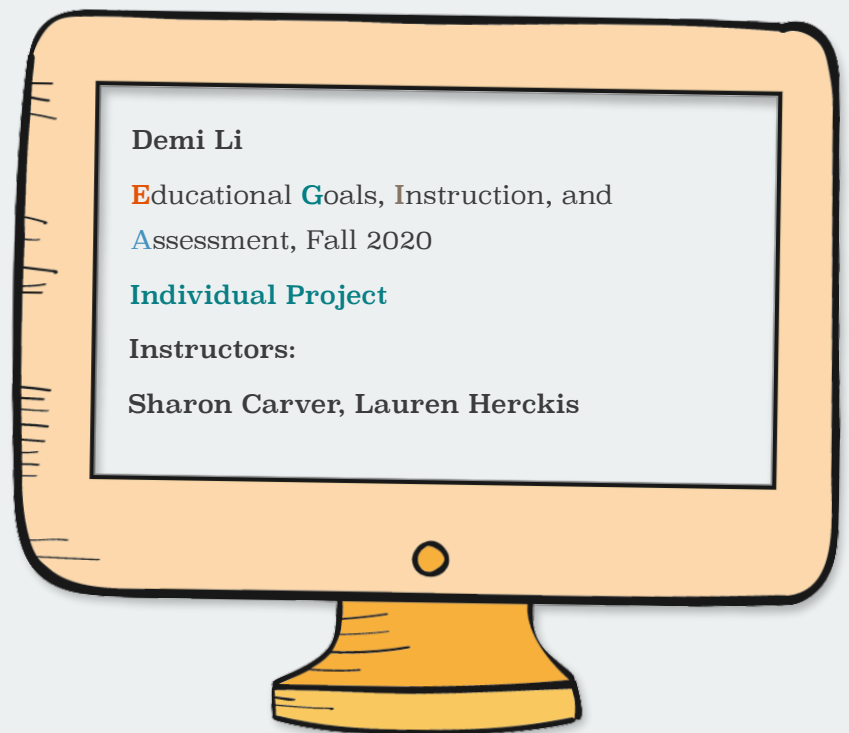 Demi Li
Educational Goals, Instruction, and
Assessment, Fall 2020
Individual Project
Instructors:
Sharon Carver, Lauren Herckis